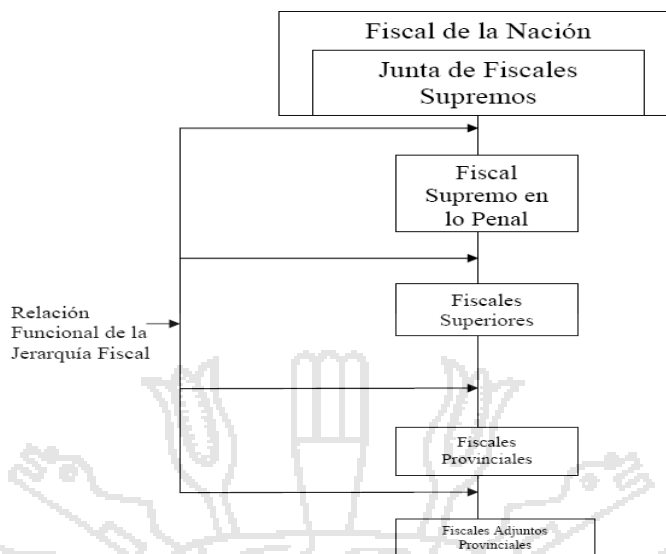 Fiscal de la Nación
Junta de Fiscales
Supremos
Fiscal
Supremo en
lo Penal
Fiscales
Superiores
Relación
Funcional de la
Jerarquía Fiscal
Fiscales
Provinciales
Fiscales Adjuntos
Provinciales